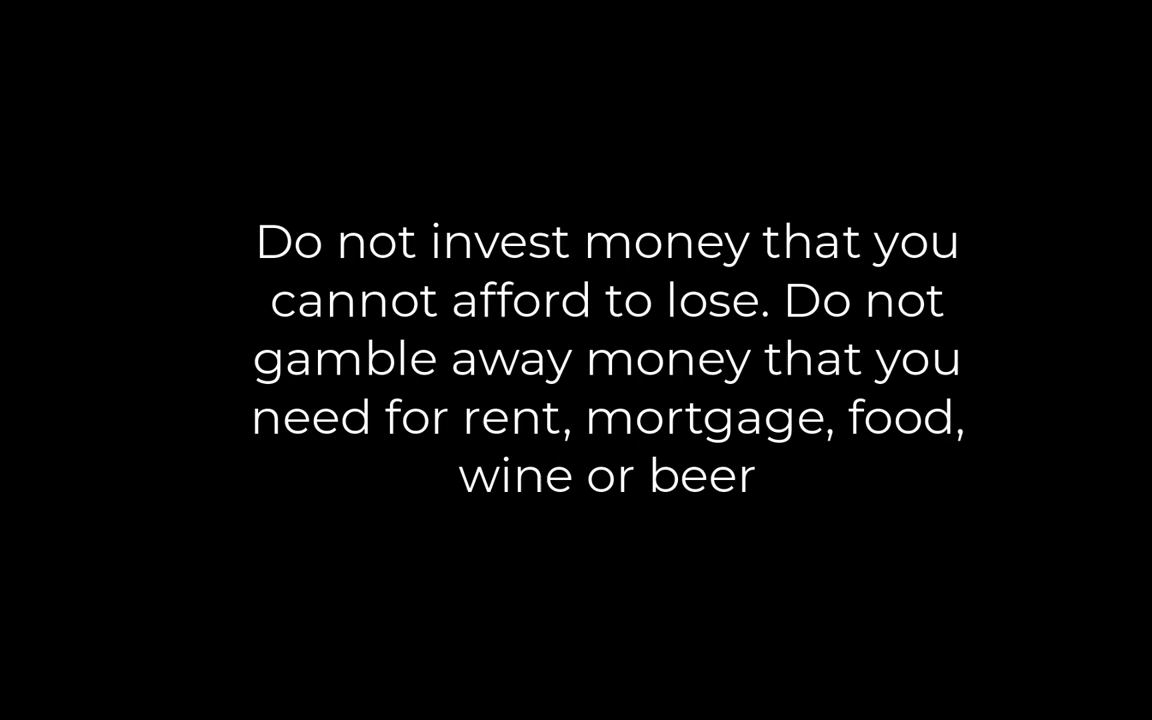 Do not invest money that you
cannot afford to lose. Do not
gamble away money that you
need for rent, mortgage, food,
wine or beer